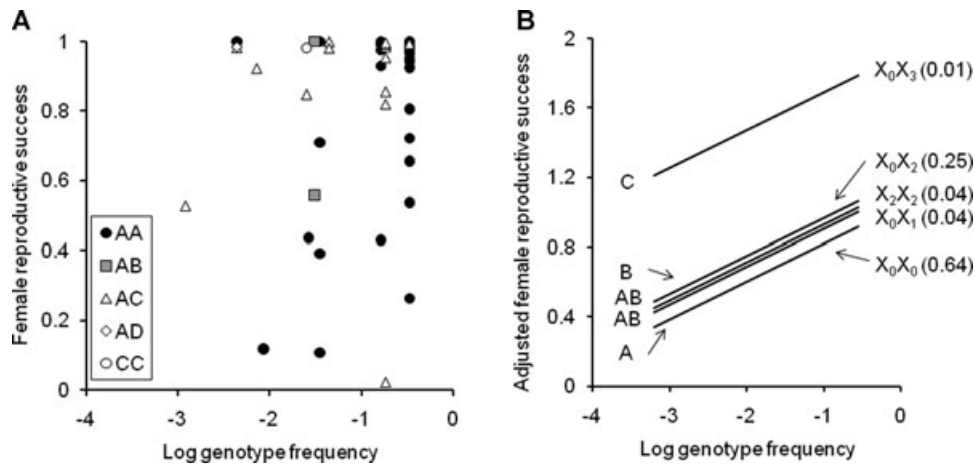 A
Female reproductive success
1
0.8
0.6
0.4
0.2
0
AA
AB
AC
AD
CC
-4
-3
-2
-1
0
Log genotype frequency
B
Adjusted female reproductive success
2
1.6
1.2
0.8
0.4
0
C
B
AB
AB
A
X₀X₃ (0.01)
X₀X₂ (0.25)
X₂X₂ (0.04)
X₀X₁ (0.04)
X₀X₀ (0.64)
-4
-3
-2
-1
0
Log genotype frequency